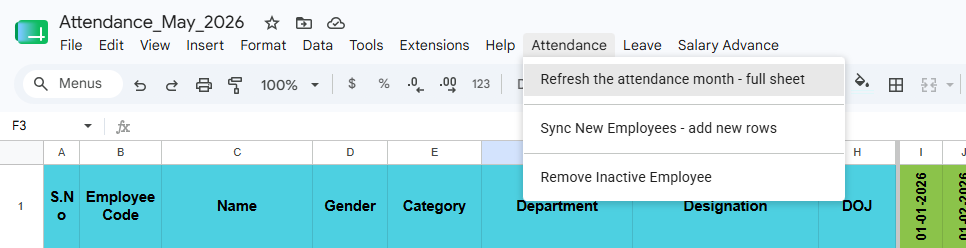 Attendance_May_2026
File Edit View Insert Format Data Tools Extensions Help Attendance Leave Salary Advance
Menus 100% $ % .0 .00 123
Refresh the attendance month - full sheet
Sync New Employees - add new rows
Remove Inactive Employee
F3 fx
A B C D E H I
1 S.N
o Employee
Code Name Gender Category Department Designation DOJ 01-01-2026 01-02-2026